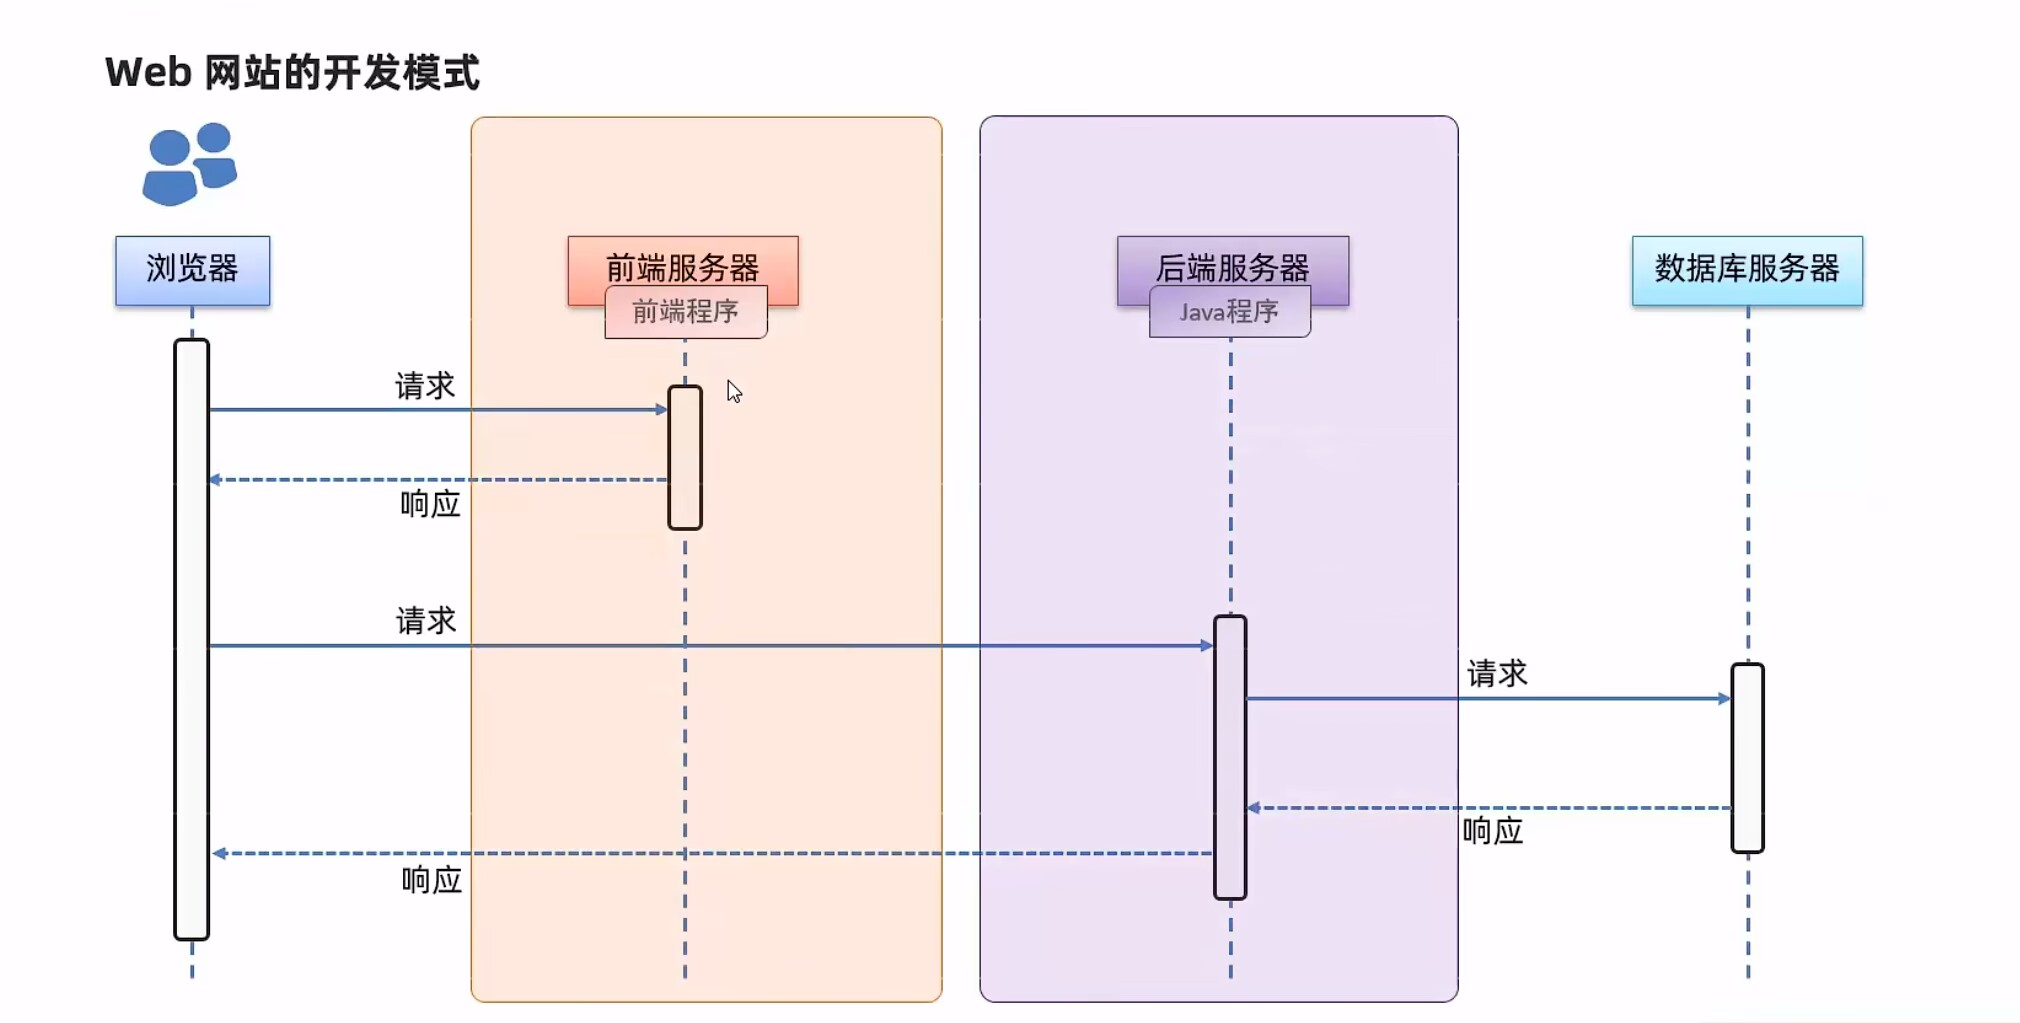 Web 网站的开发模式
浏览器
前端服务器
前端程序
后端服务器
Java程序
数据库服务器
请求
响应
请求
请求
响应
响应